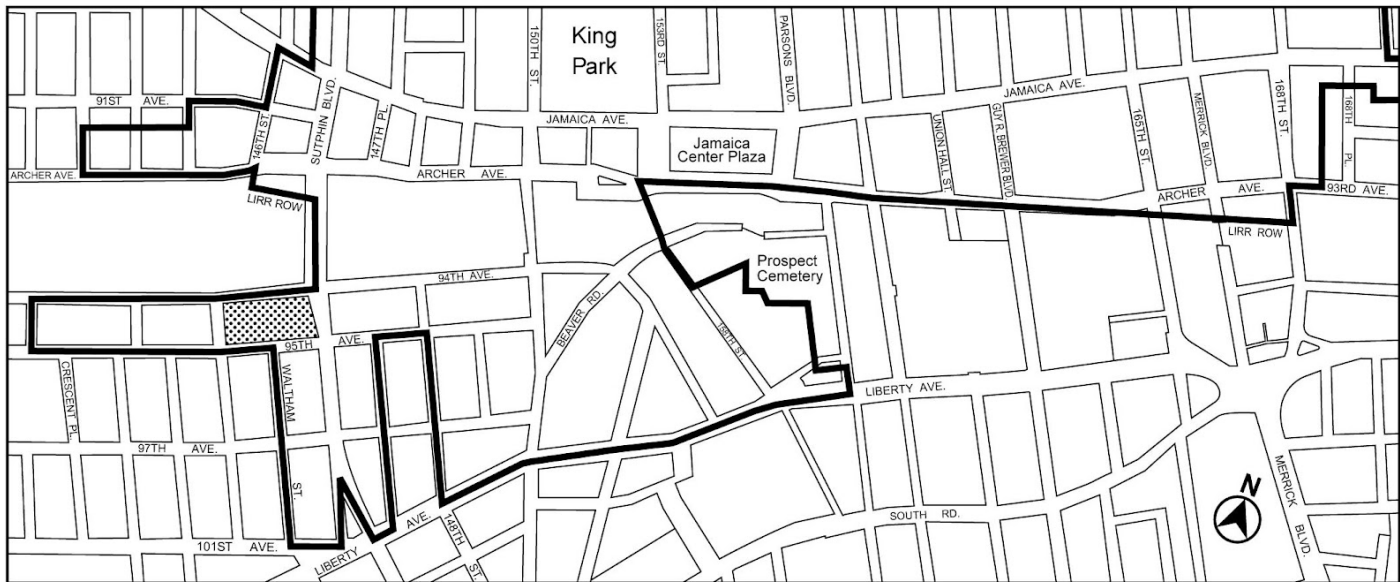 King
Park
150TH ST.
153RD ST.
PARSONS BLVD.
JAMAICA AVE.
91ST AVE.
146TH ST.
SUTPHIN BLVD.
147TH PL.
JAMAICA AVE.
Jamaica
Center Plaza
UNION HALL ST.
GUY R. BREWER BLVD.
165TH ST.
MERRICK BLVD.
168TH ST.
168TH PL.
ARCHER AVE.
ARCHER AVE.
ARCHER AVE.
93RD AVE.
LIRR ROW
LIRR ROW
94TH AVE.
Prospect
Cemetery
BEAVER RD.
159TH ST.
95TH AVE.
CRESCENT PL.
WALTHAM ST.
LIBERTY AVE.
97TH AVE.
101ST AVE.
LIBERTY AVE.
148TH ST.
SOUTH RD.
MERRICK BLVD.
N